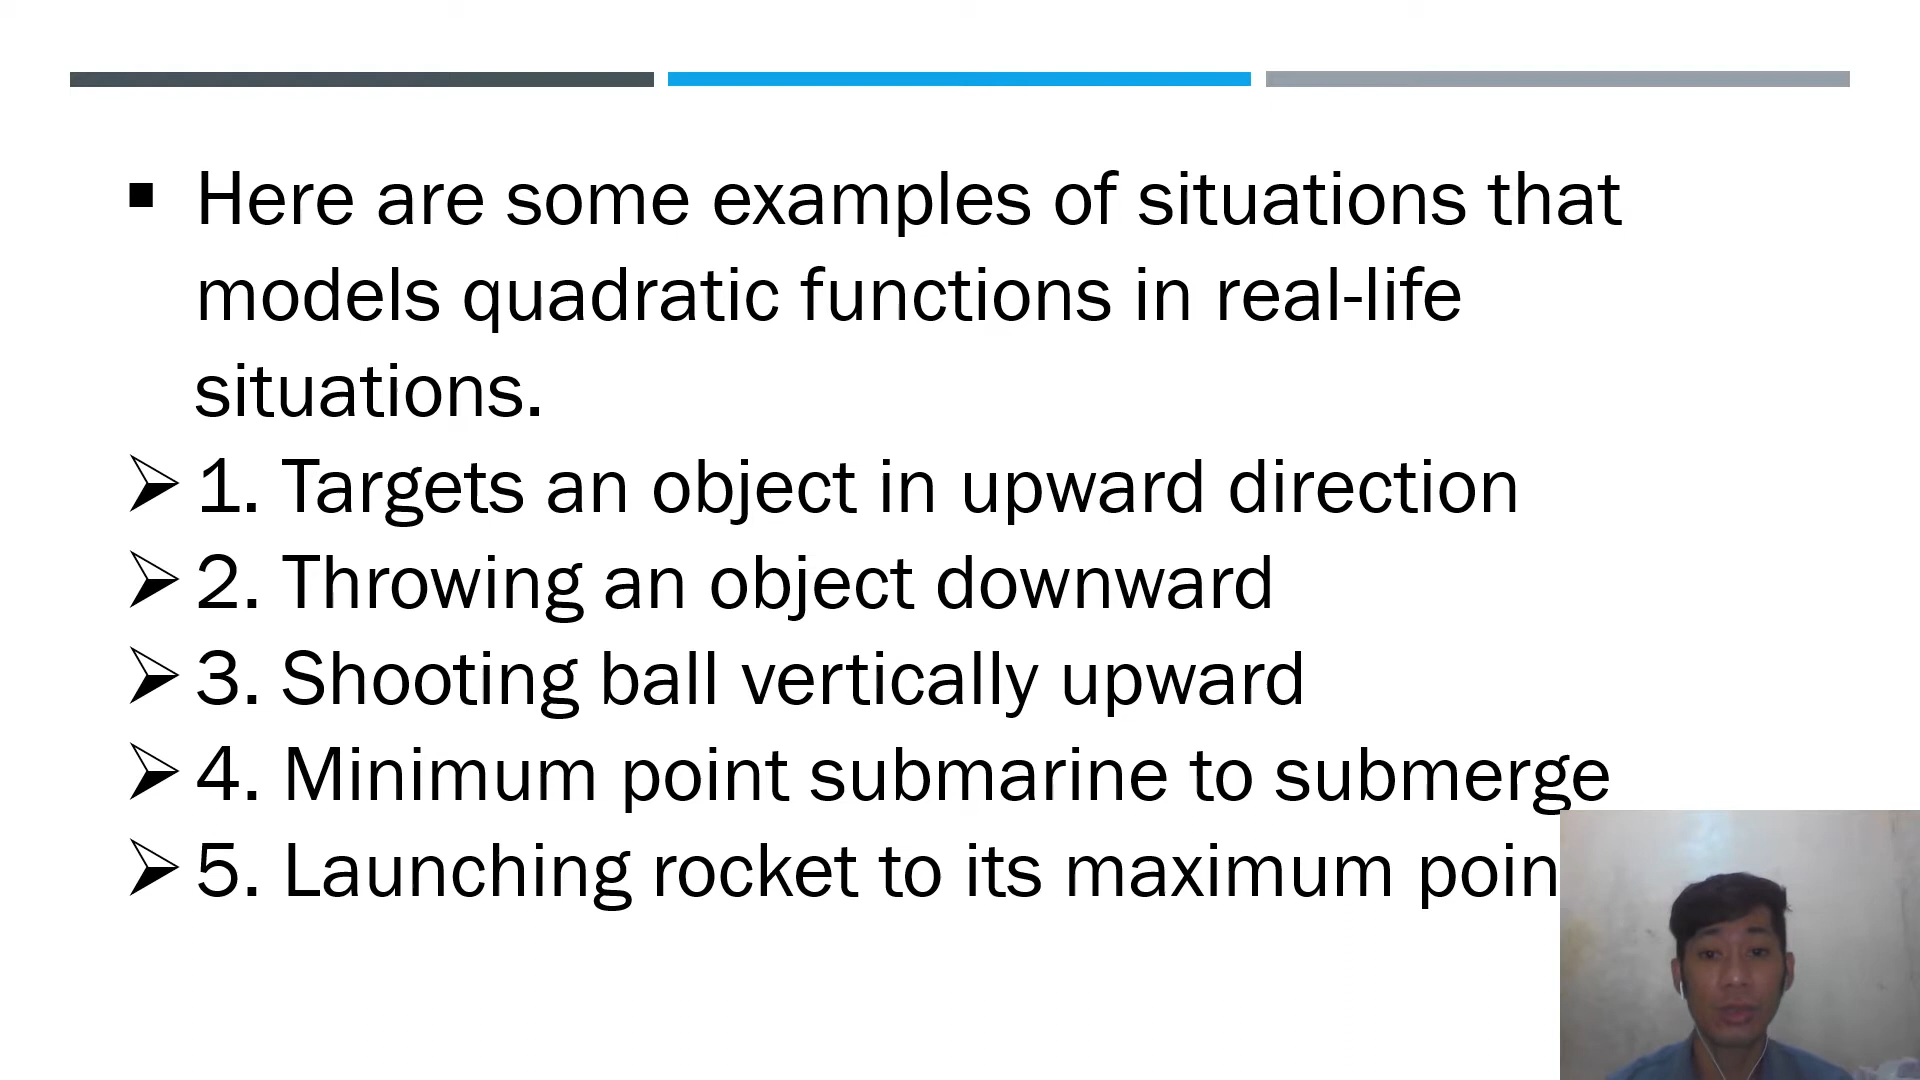 Here are some examples of situations that
models quadratic functions in real-life
situations.
1. Targets an object in upward direction
2. Throwing an object downward
3. Shooting ball vertically upward
4. Minimum point submarine to submerge
5. Launching rocket to its maximum poin